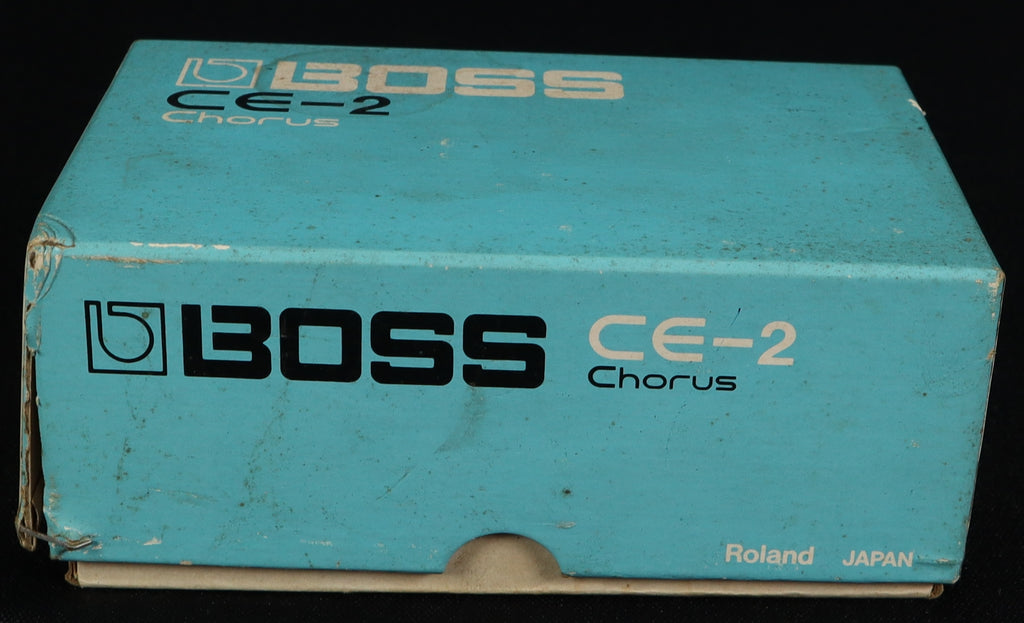 BOSS
CE-2
Chorus
BOSS CE-2
Chorus
Roland JAPAN